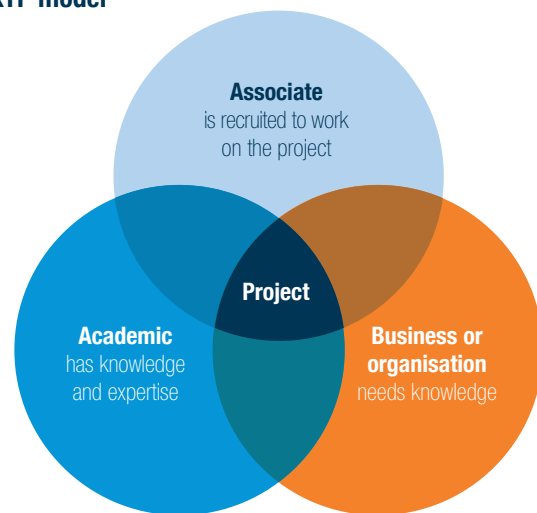 model
Associate
is recruited to work
on the project
Project
Academic
has knowledge
and expertise
Business or
organisation
needs knowledge